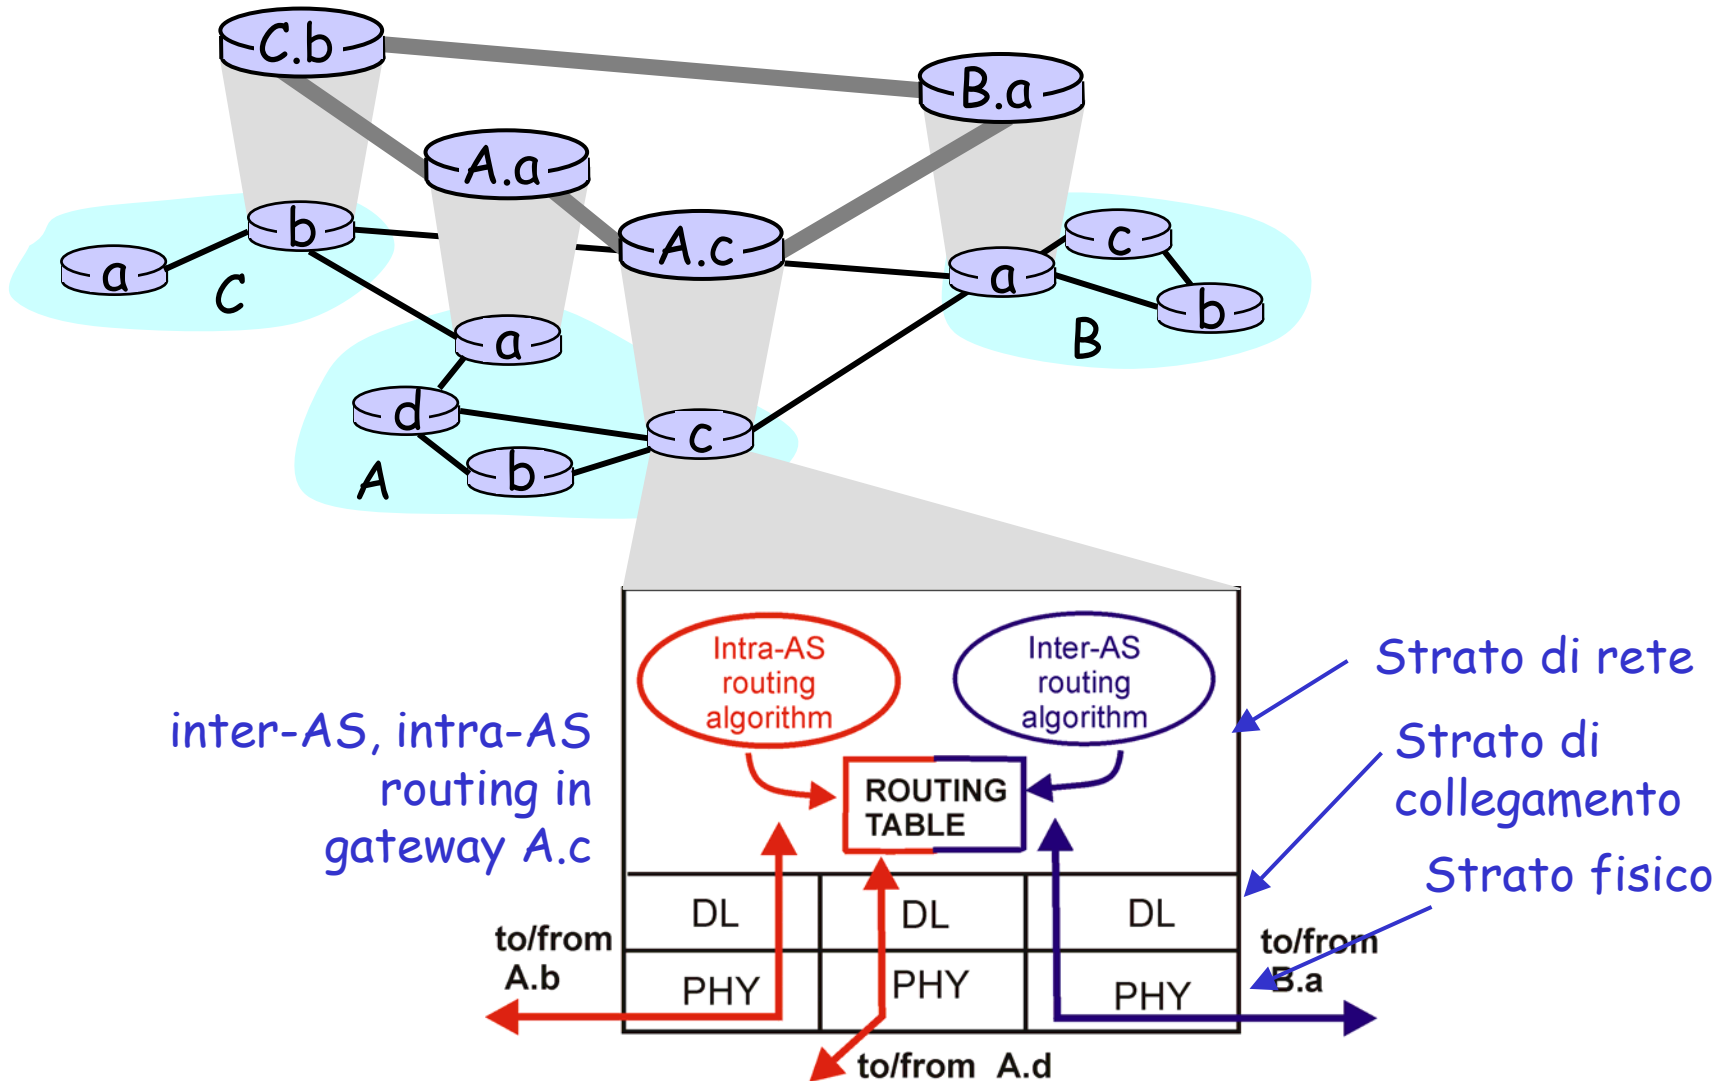 C.b
B.a
A.a
A.c
b
a
C
c
a
b
B
a
d
c
b
A
Intra-AS
routing
algorithm
Inter-AS
routing
algorithm
Strato di rete
inter-AS, intra-AS
routing in
gateway A.c
Strato di
collegamento
ROUTING
TABLE
Strato fisico
DL
DL
DL
to/from
A.b
to/from
B.a
PHY
PHY
PHY
to/from A.d